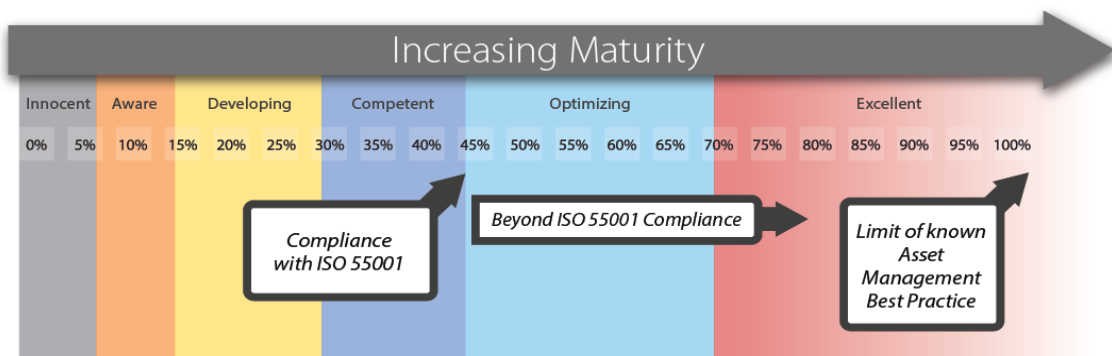 Increasing Maturity
Innocent Aware Developing Competent Optimizing Excellent
0% 5% 10% 15% 20% 25% 30% 35% 40% 45% 50% 55% 60% 65% 70% 75% 80% 85% 90% 95% 100%
Compliance
with ISO 55001
Beyond ISO 55001 Compliance
Limit of known
Asset
Management
Best Practice